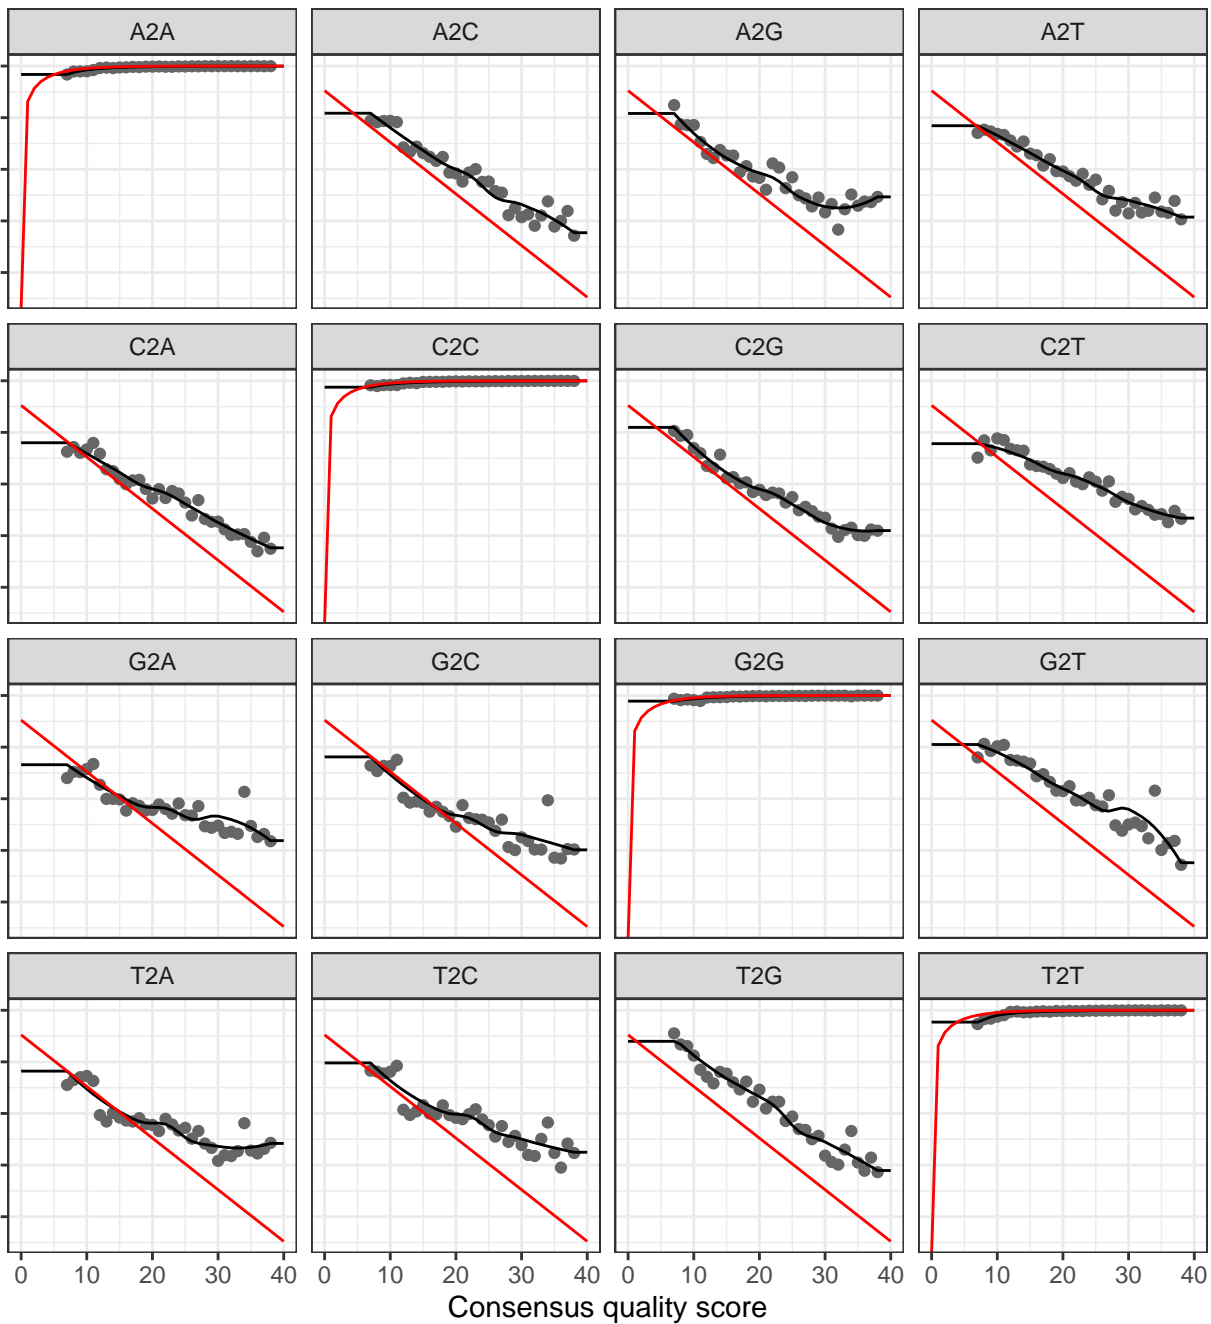 A2A A2C A2G A2T
C2A C2C C2G C2T
G2A G2C G2G G2T
T2A T2C T2G T2T
0 10 20 30 40 0 10 20 30 40 0 10 20 30 40 0 10 20 30 40
Consensus quality score